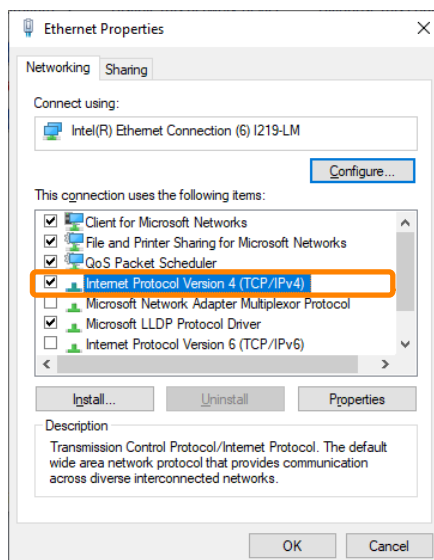 Ethernet Properties
Networking
Sharing
Connect using:
Intel(R) Ethernet Connection (6) I219-LM
Configure...
This connection uses the following items:
Client for Microsoft Networks
File and Printer Sharing for Microsoft Networks
QoS Packet Scheduler
Internet Protocol Version 4 (TCP/IPv4)
Microsoft Network Adapter Multiplexor Protocol
Microsoft LLDP Protocol Driver
Internet Protocol Version 6 (TCP/IPv6)
Install...
Uninstall
Properties
Description
Transmission Control Protocol/Internet Protocol. The default
wide area network protocol that provides communication
across diverse interconnected networks.
OK
Cancel